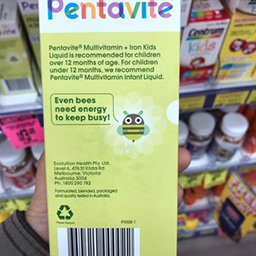 Pentavite
Pentavite® Multivitamin + Iron Kids
Liquid is recommended for children
over 12 months of age. For children
under 12 months, we recommend
Pentavite® Multivitamin Infant Liquid.
Even bees
need energy
to keep busy!
Evolution Health Pty. Ltd.
Level 6, 476 St Kilda Rd
Melbourne, Victoria
Australia 3004
Ph: 1800 290 782
Formulated, blended, packaged
and quality tested in Australia.
Centrum
kids